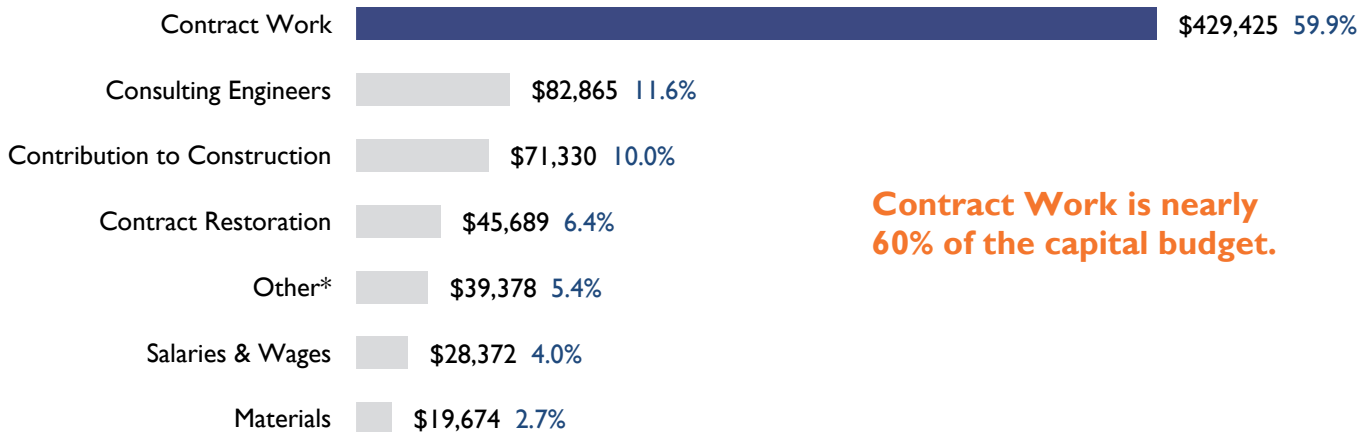 Contract Work $429,425 59.9%
Consulting Engineers $82,865 11.6%
Contribution to Construction $71,330 10.0%
Contract Restoration $45,689 6.4%
Other* $39,378 5.4%
Salaries & Wages $28,372 4.0%
Materials $19,674 2.7%
Contract Work is nearly
60% of the capital budget.